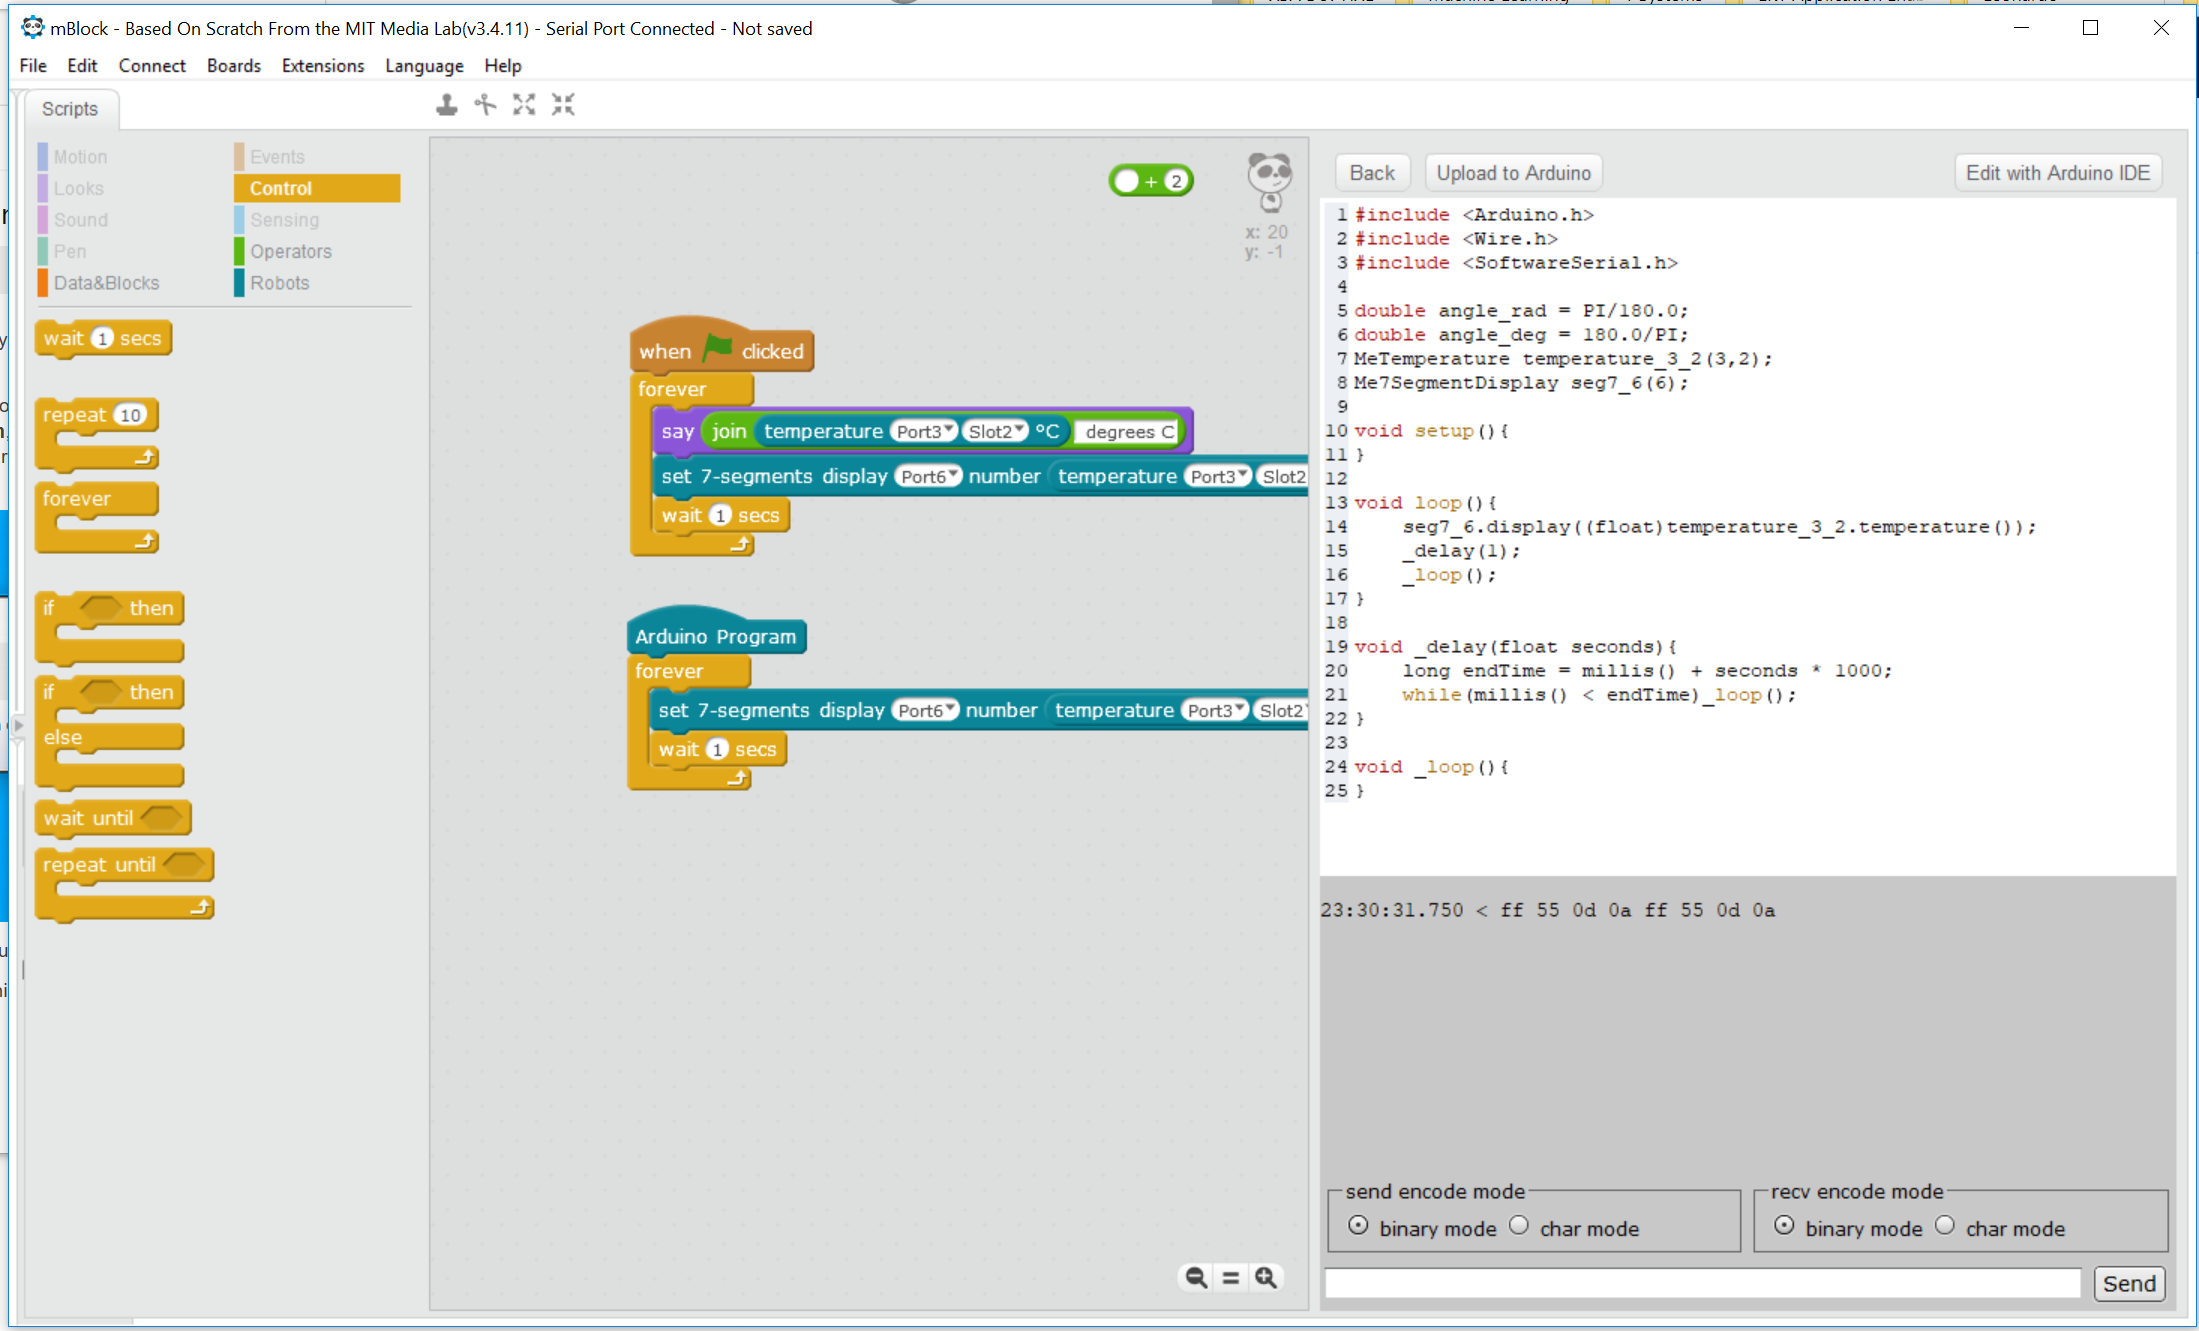 mBlock - Based On Scratch From the MIT Media Lab(v3.4.11) - Serial Port Connected - Not saved
File Edit Connect Boards Extensions Language Help
Scripts
Motion Events
Looks Control
Sound Sensing
Pen Operators
Data&Blocks Robots
wait 1 secs
repeat 10
forever
if then
if then
else
wait until
repeat until
+ 2
x: 20
y: -1
when clicked
forever
say join temperature Port3 Slot2 °C degrees C
set 7-segments display Port6 number temperature Port3 Slot2
wait 1 secs
Arduino Program
forever
set 7-segments display Port6 number temperature Port3 Slot2
wait 1 secs
Back Upload to Arduino Edit with Arduino IDE
1 #include <Arduino.h>
2 #include <Wire.h>
3 #include <SoftwareSerial.h>
4
5 double angle_rad = PI/180.0;
6 double angle_deg = 180.0/PI;
7 MeTemperature temperature_3_2(3,2);
8 Me7SegmentDisplay seg7_6(6);
9
10 void setup(){
11 }
12
13 void loop(){
14 seg7_6.display((float)temperature_3_2.temperature());
15 _delay(1);
16 _loop();
17 }
18
19 void _delay(float seconds){
20 long endTime = millis() + seconds * 1000;
21 while(millis() < endTime)_loop();
22 }
23
24 void _loop(){
25 }
23:30:31.750 < ff 55 0d 0a ff 55 0d 0a
send encode mode recv encode mode
binary mode char mode binary mode char mode
Send